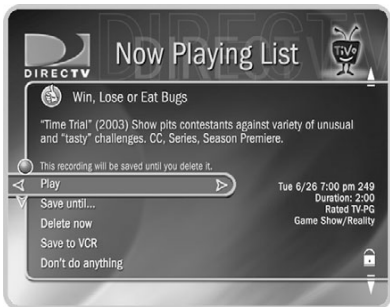 DIRECTV
Now Playing List
TiVo
DIRECTV
Win, Lose or Eat Bugs
"Time Trial" (2003) Show pits contestants against variety of unusual
and "tasty" challenges. CC, Series, Season Premiere.
This recording will be saved until you delete it.
Play
Save until...
Delete now
Save to VCR
Don't do anything
Tue 6/26 7:00 pm 249
Duration: 2:00
Rated TV-PG
Game Show/Reality